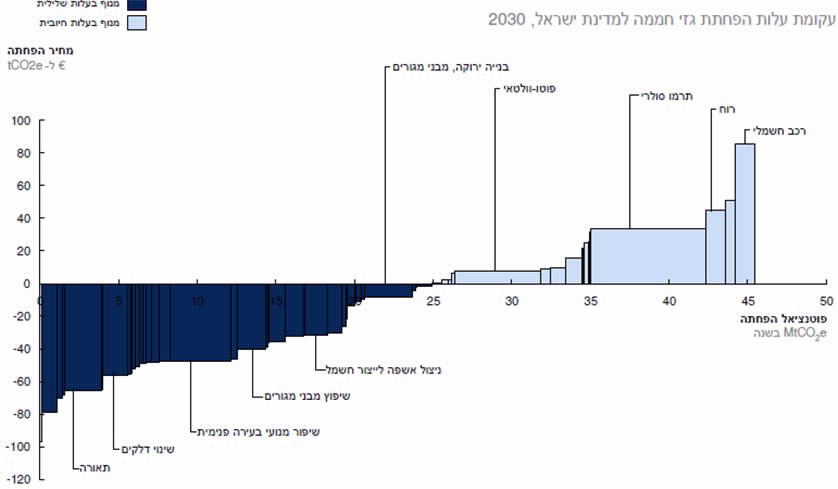 מנוף בעלות שלילית
מנוף בעלות חיובית
עקומת עלות הפחתת גזי חממה למדינת ישראל, 2030
מחיר הפחתה
€ ל- tCO2e
בנייה ירוקה, מבני מגורים
פוטו-וולטאי
תרמו סולרי
רוח
רכב חשמלי
100
80
60
40
20
0
-20
-40
-60
-80
-100
-120
0 5 10 15 20 25 30 35 40 45 50
פוטנציאל הפחתה
MtCO2e בשנה
ניצול אשפה לייצור חשמל
שיפוץ מבני מגורים
שיפור מנועי בעירה פנימית
שינוי דלקים
תאורה